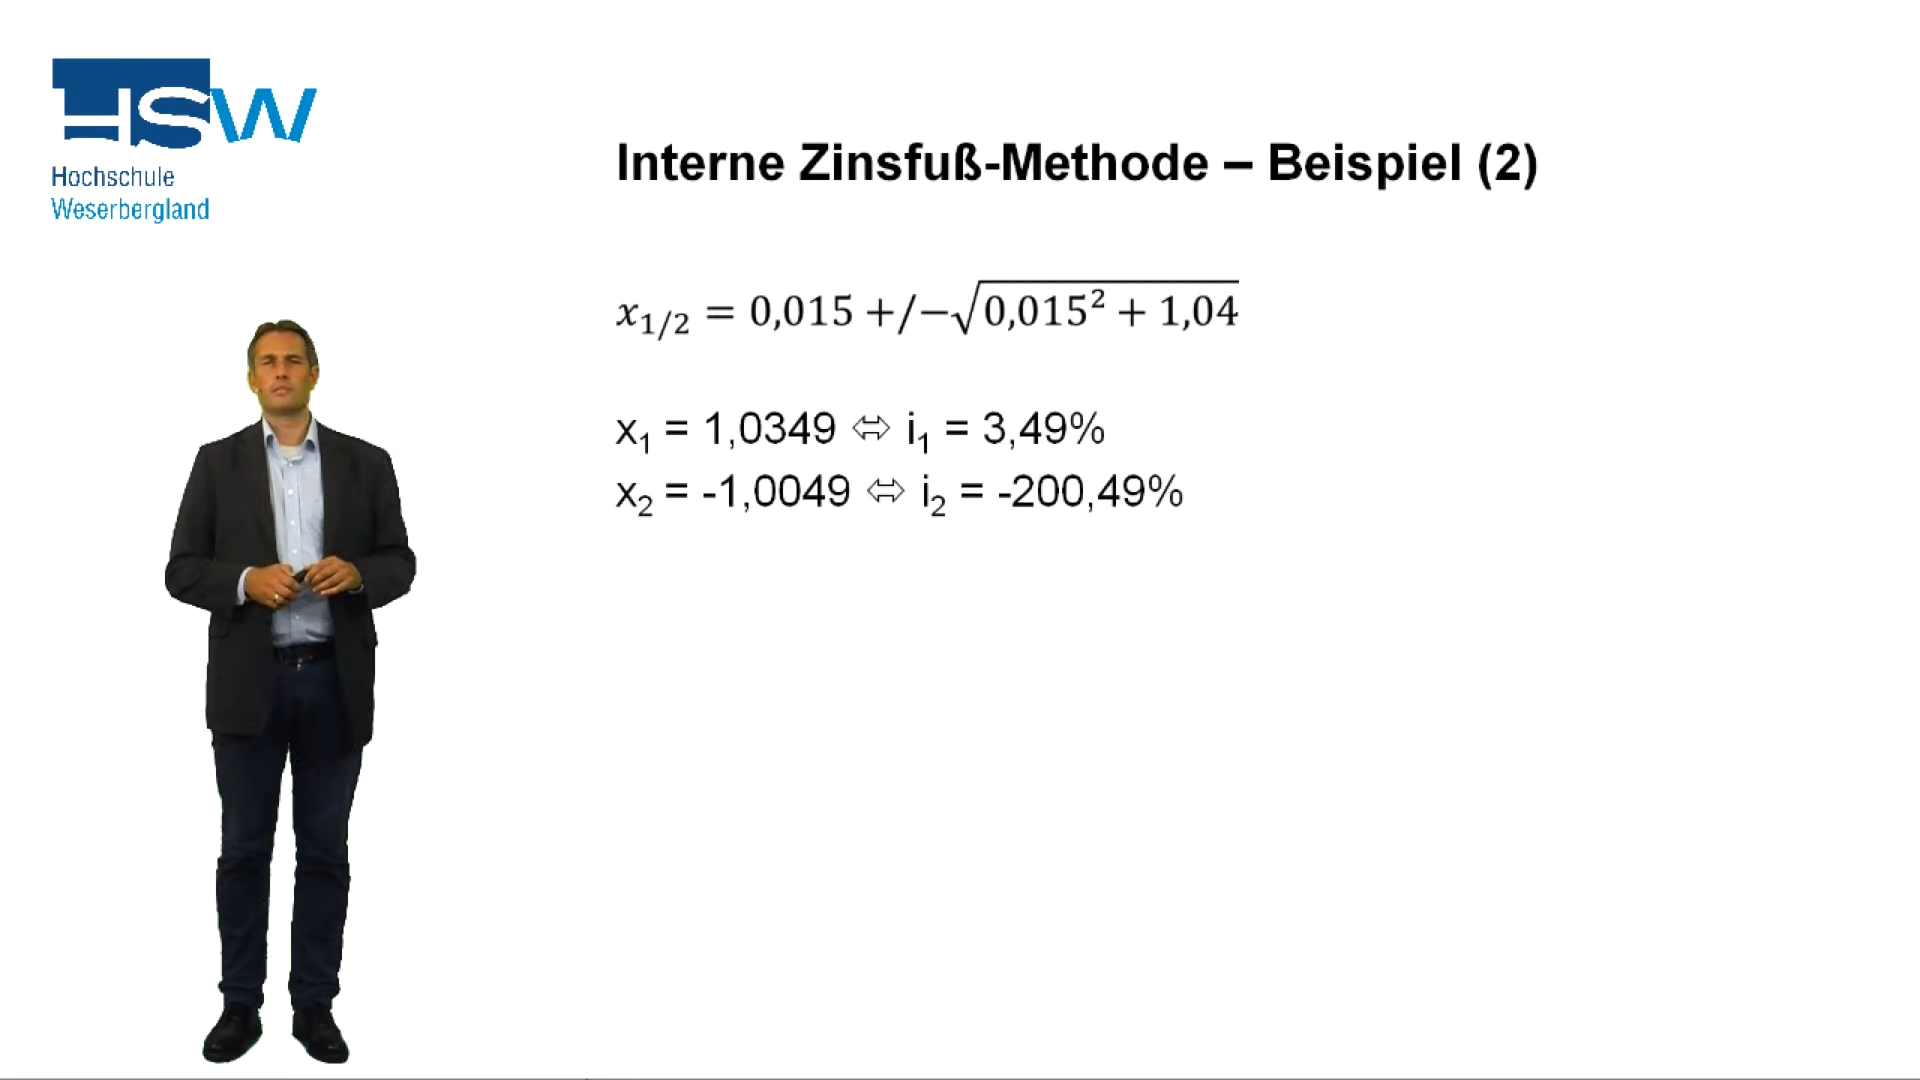 HSW
Hochschule
Weserbergland
Interne Zinsfuß-Methode – Beispiel (2)
x₁/₂ = 0,015 +/−√0,015² + 1,04
x₁ = 1,0349 ⬄ i₁ = 3,49%
x₂ = -1,0049 ⬄ i₂ = -200,49%